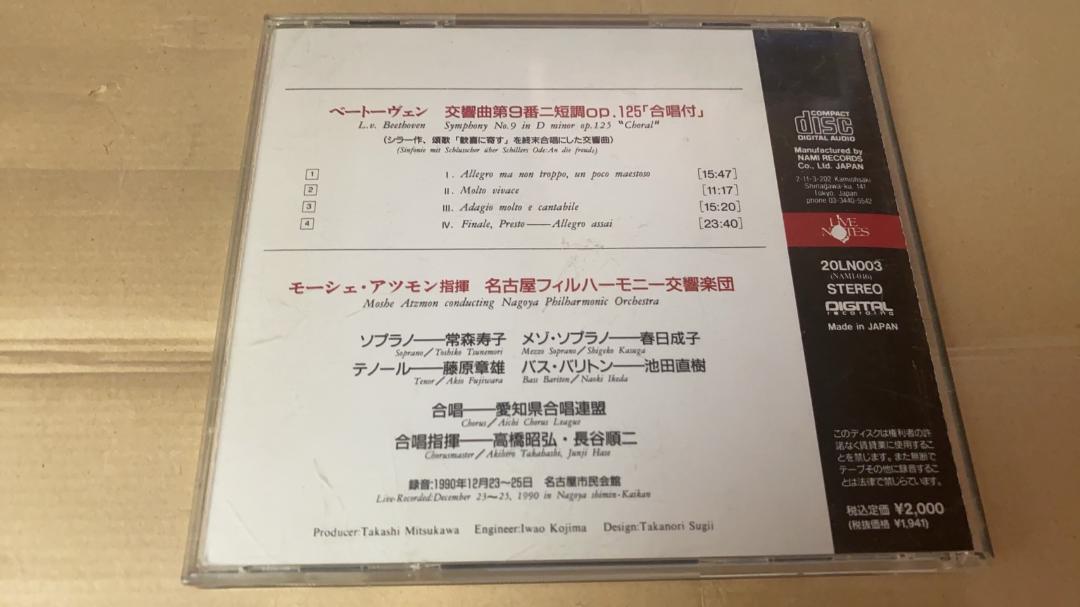 ベートーヴェン 交響曲第9番ニ短調op.125「合唱付」
L.v. Beethoven Symphony No.9 in D minor op.125 "Choral"
(シラー作、頌歌「歓喜に寄す」を終末合唱にした交響曲)
(Sinfonie mit Schlusschor über Schillers Ode:An die freude)
1 I. Allegro ma non troppo, un poco maestoso [15:47]
2 II. Molto vivace [11:17]
3 III. Adagio molto e cantabile [15:20]
4 IV. Finale, Presto——Allegro assai [23:40]
モーシェ・アツモン指揮 名古屋フィルハーモニー交響楽団
Moshe Atzmon conducting Nagoya Philharmonic Orchestra
ソプラノ——常森寿子 メゾ・ソプラノ——春日成子
Soprano/Toshiko Tsunemori Mezzo Soprano/Shigeko Kasuga
テノール——藤原章雄 バス・バリトン——池田直樹
Tenor/Akio Fujiwara Bass Bariton/Naoki Ikeda
合唱——愛知県合唱連盟
Chorus/Aichi Chorus League
合唱指揮——高橋昭弘・長谷順二
Chorusmaster/Akihiro Takahashi, Junji Hase
録音:1990年12月23〜25日 名古屋市民会館
Live-Recorded:December 23〜25, 1990 in Nagoya shimin-Kaikan
Producer:Takashi Mitsukawa Engineer:Iwao Kojima Design:Takanori Sugii
COMPACT
disc
DIGITAL AUDIO
Manufactured by
NAMI RECORDS
Co., Ltd. JAPAN
2-11-3-202 Kamiohsaki
Shinagawa-ku, 141
Tokyo, Japan
phone 03-3440-5542
LIVE
NOTES
20LN003
(NAMI-046)
STEREO
DIGITAL
recording
Made in JAPAN
このディスクは権利者の許
諾なく賃貸業に使用するこ
とを禁じます。また無断で
テープその他に録音するこ
とは法律で禁じられています。
税込定価 ¥2,000
(税抜価格 ¥1,941)